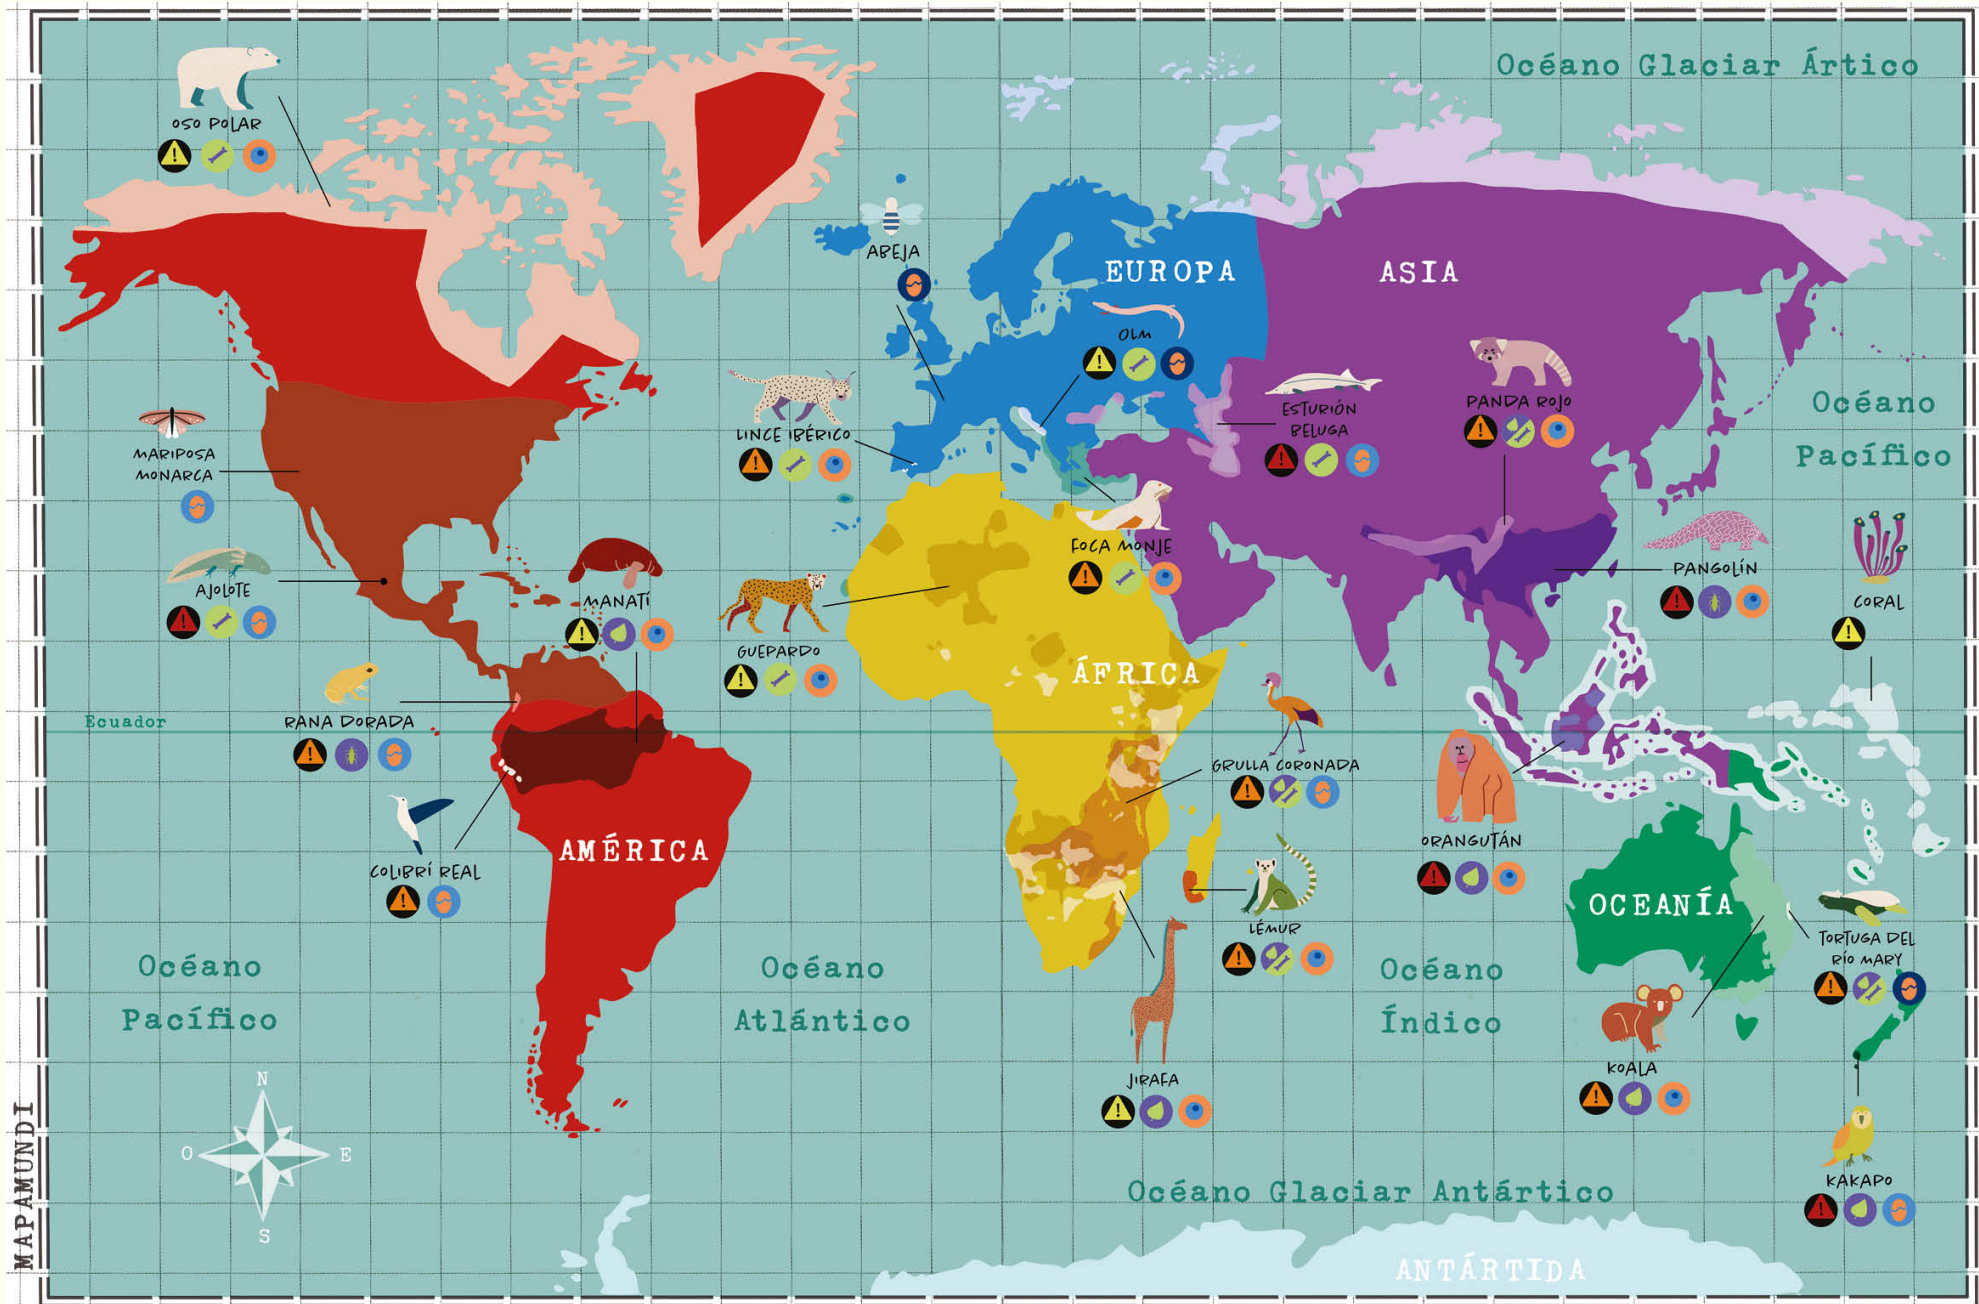 Océano Glaciar Ártico
OSO POLAR
ABEJA
EUROPA
ASIA
OLM
PANDA ROJO
Océano
Pacífico
ESTURIÓN
BELUGA
LINCE IBÉRICO
MARIPOSA
MONARCA
FOCA MONJE
PANGOLÍN
AJOLOTE
MANATÍ
CORAL
GUEPARDO
ÁFRICA
Ecuador
RANA DORADA
GRULLA CORONADA
ORANGUTÁN
AMÉRICA
COLIBRÍ REAL
OCEANÍA
LÉMUR
TORTUGA DEL
RÍO MARY
Océano
Pacífico
Océano
Atlántico
Océano
Índico
KOALA
JIRAFA
N
O
E
S
KAKAPO
Océano Glaciar Antártico
ANTÁRTIDA
MAPAMUNDI